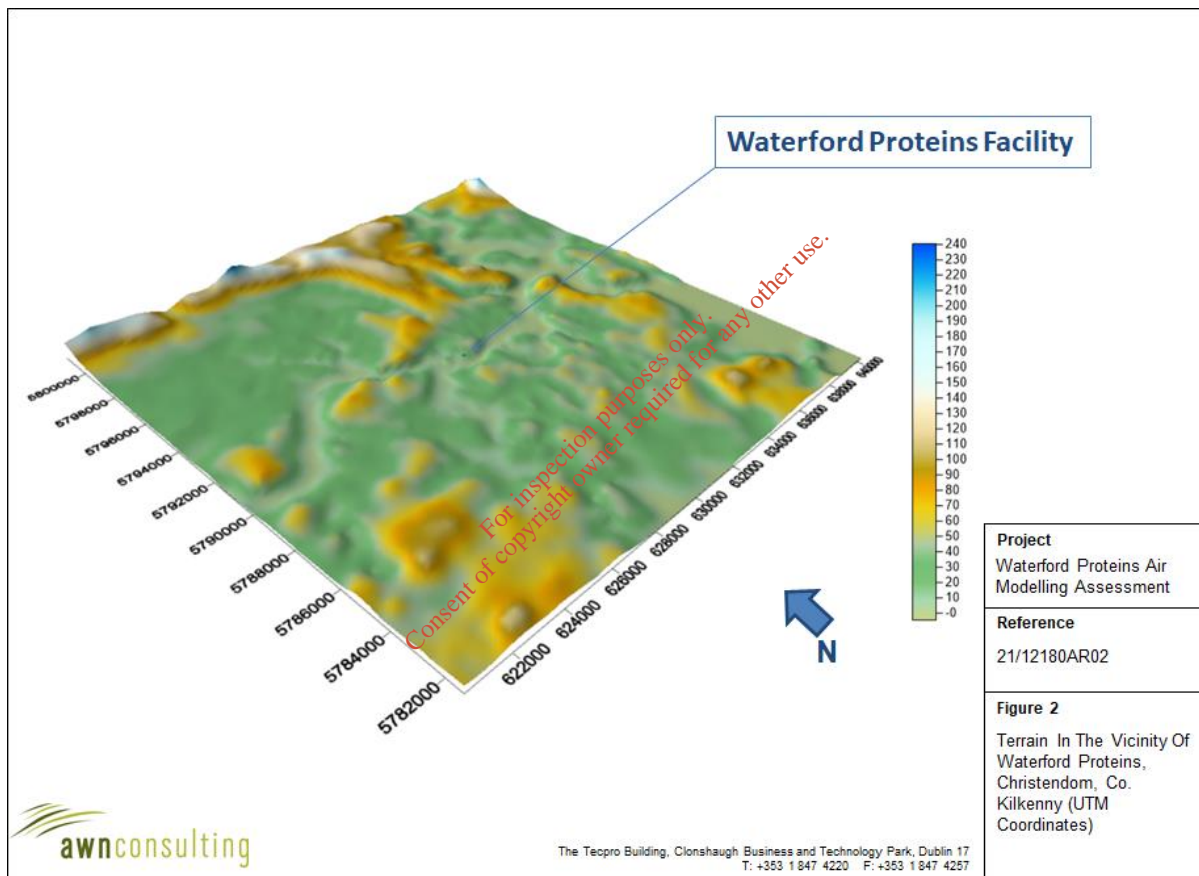 Waterford Proteins Facility
240
230
220
210
200
190
180
170
160
150
140
130
120
110
100
90
80
70
60
50
40
30
20
10
0
5800000
5798000
5796000
5794000
5792000
5790000
5788000
5786000
5784000
5782000
622000
624000
626000
628000
630000
632000
634000
636000
638000
640000
For inspection purposes only.
Consent of copyright owner required for any other use.
N
Project
Waterford Proteins Air
Modelling Assessment
Reference
21/12180AR02
Figure 2
Terrain In The Vicinity Of
Waterford Proteins,
Christendom, Co.
Kilkenny (UTM
Coordinates)
awnconsulting
The Tecpro Building, Clonshaugh Business and Technology Park, Dublin 17
T: +353 1 847 4220 F: +353 1 847 4257